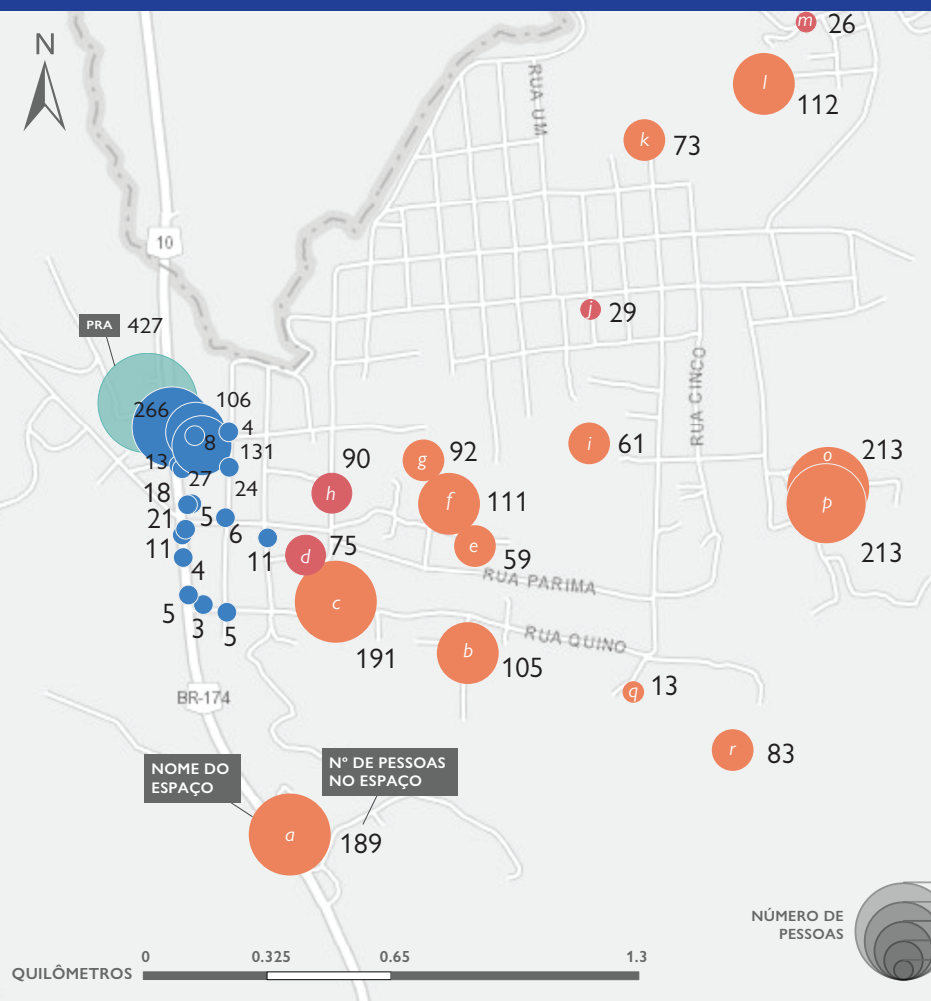 m 26
N
l
112
RUA UM
k 73
10
j 29
PRA 427
RUA CINCO
266
106
4
8
131
13
27
24
18
5
21
6
11
11
4
5
3
5
90
h
g 92
f 111
e 59
i 61
o 213
p
213
d 75
c
191
RUA PARIMA
RUA QUINO
b 105
q 13
BR-174
r 83
NOME DO
ESPAÇO
Nº DE PESSOAS
NO ESPAÇO
a 189
NÚMERO DE
PESSOAS
0 0.325 0.65 1.3
QUILÔMETROS